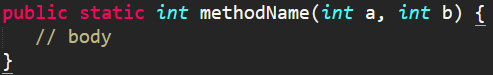 public static int methodName(int a, int b) {
// body
}